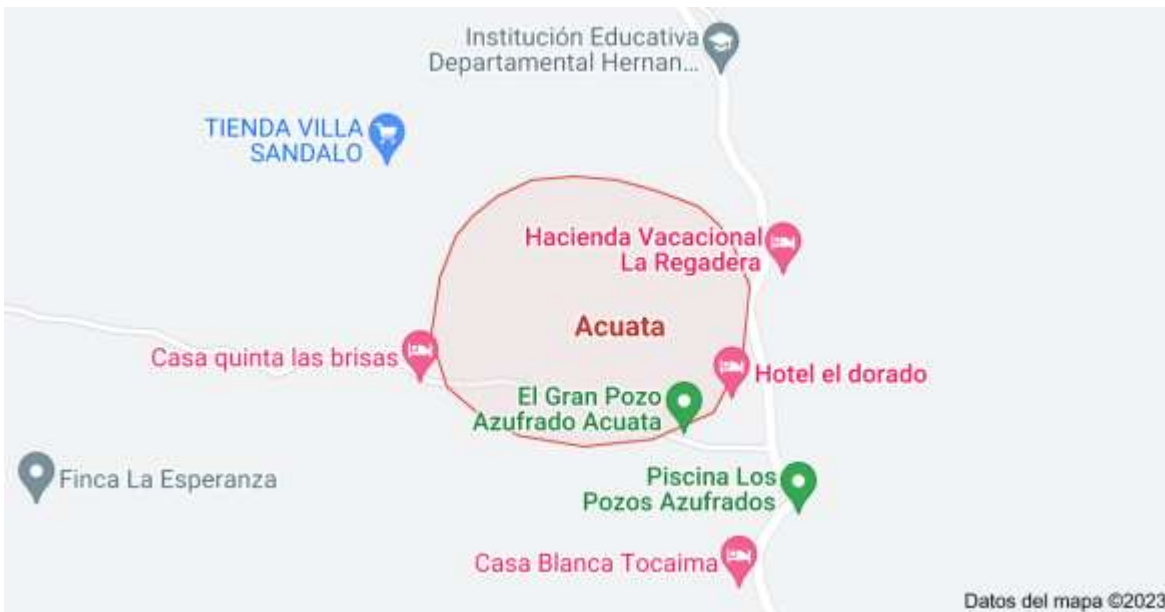 Institución Educativa
Departamental Hernan...
TIENDA VILLA
SANDALO
Hacienda Vacacional
La Regadera
Acuata
Casa quinta las brisas
Hotel el dorado
El Gran Pozo
Azufrado Acuata
Finca La Esperanza
Piscina Los
Pozos Azufrados
Casa Blanca Tocaima
Datos del mapa ©2023